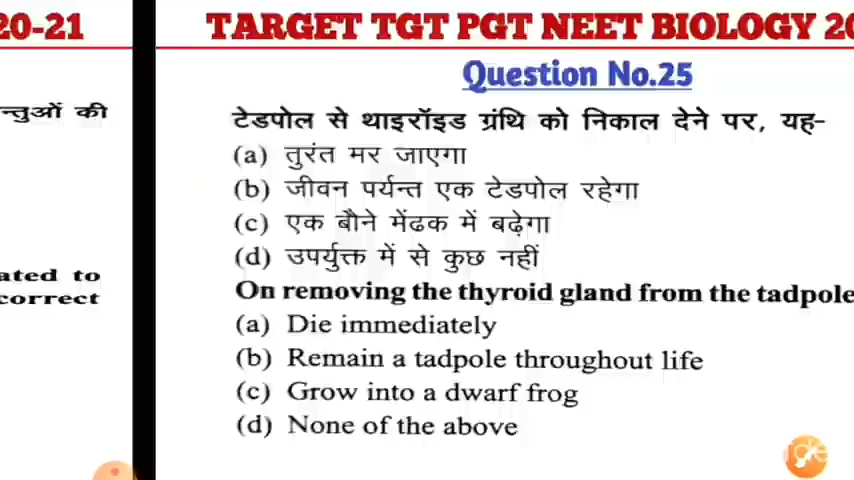 20-21
TARGET TGT PGT NEET BIOLOGY 20
Question No.25
न्तुओं की
टेडपोल से थाइरॉइड ग्रंथि को निकाल देने पर, यह-
(a) तुरंत मर जाएगा
(b) जीवन पर्यन्त एक टेडपोल रहेगा
(c) एक बौने मेंढक में बढ़ेगा
(d) उपर्युक्त में से कुछ नहीं
ated to
correct
On removing the thyroid gland from the tadpole
(a) Die immediately
(b) Remain a tadpole throughout life
(c) Grow into a dwarf frog
(d) None of the above